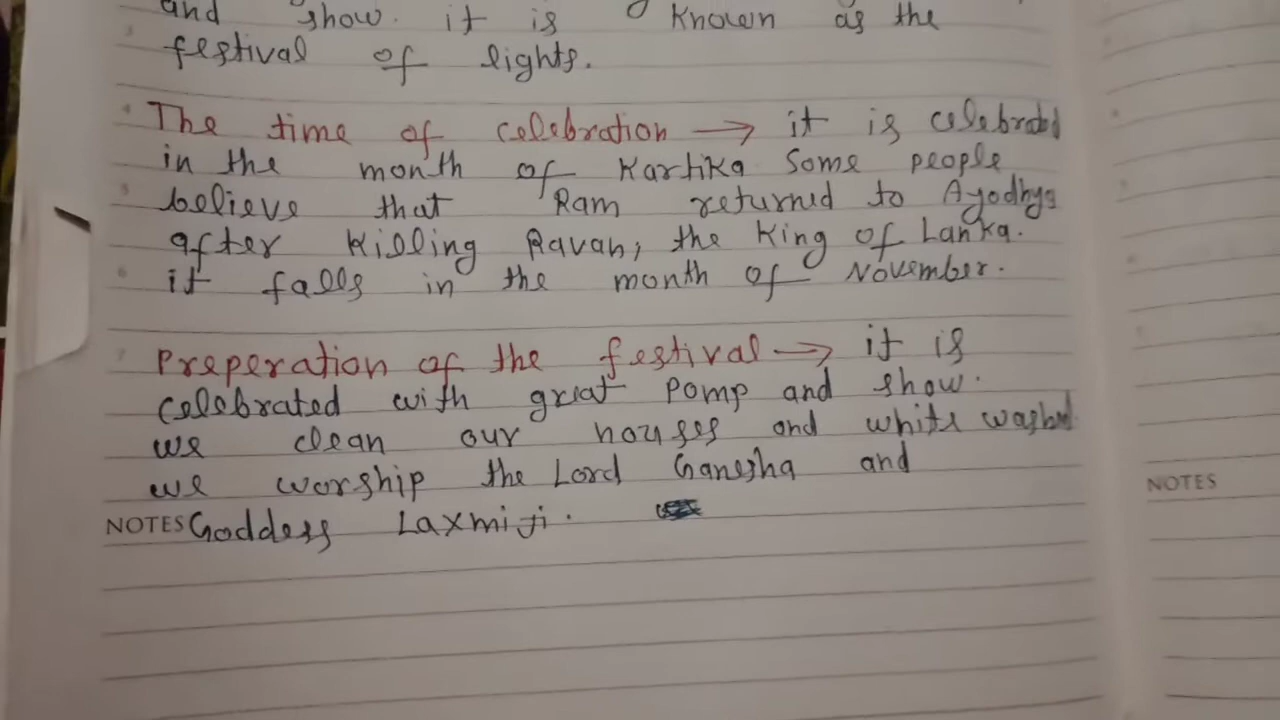 and show. it is known as the
festival of lights.
The time of celebration → it is celebrated
in the month of Kartika some people
believe that Ram returned to Ayodhya
after killing Ravan, the King of Lanka.
it falls in the month of November.
Preperation of the festival → it is
celebrated with great Pomp and show.
we clean our houses and white washed
we worship the Lord Ganesha and
NOTES Goddess Laxmi ji.
NOTES